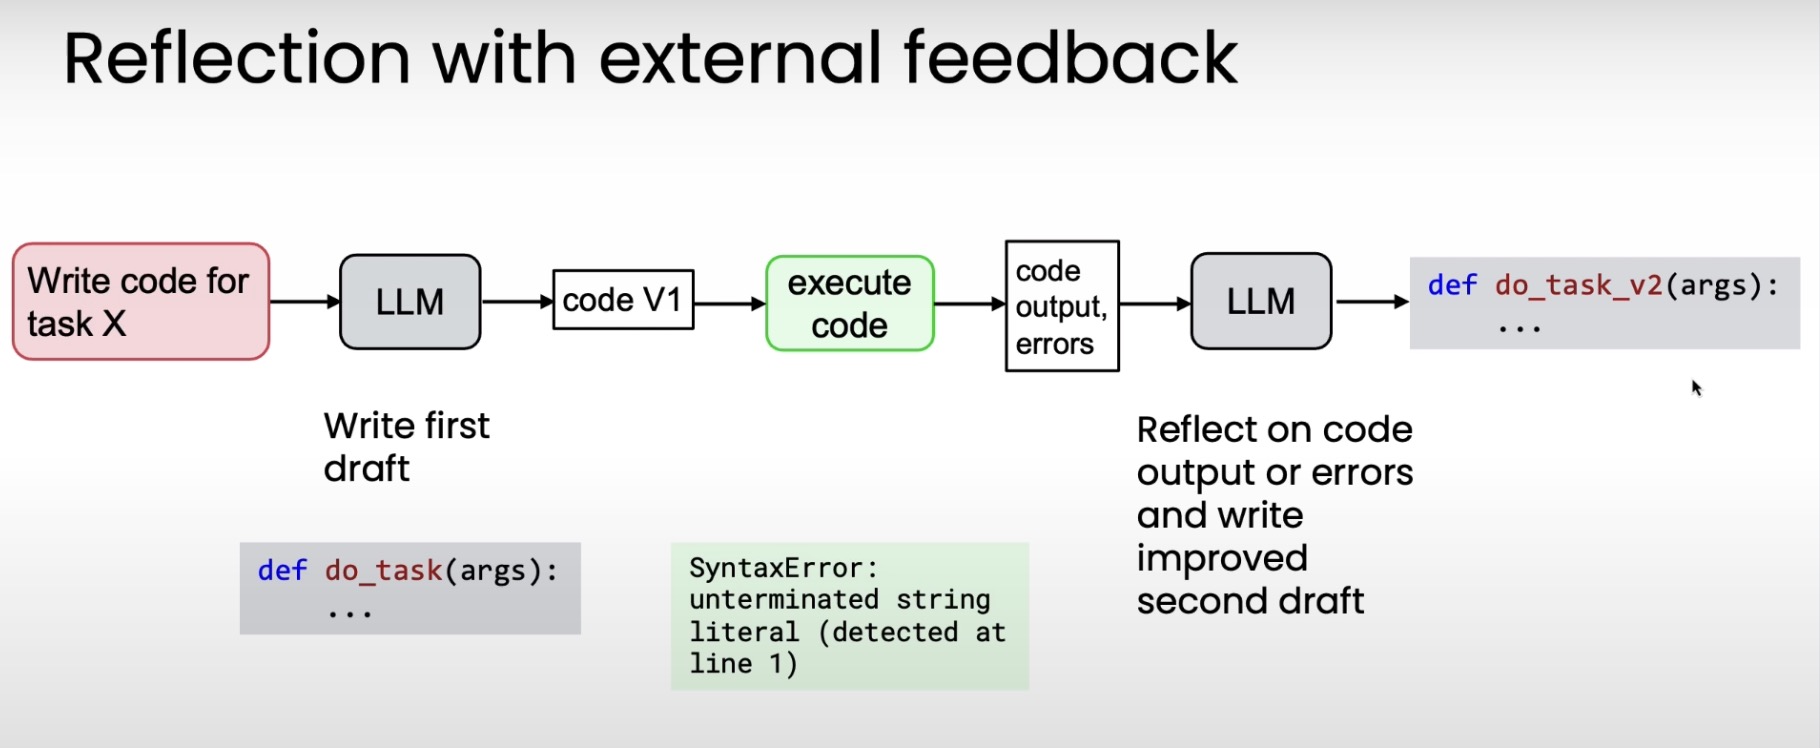 Reflection with external feedback
Write code for
task X
LLM
code V1
execute
code
code
output,
errors
LLM
def do_task_v2(args):
...
Write first
draft
def do_task(args):
...
SyntaxError:
unterminated string
literal (detected at
line 1)
Reflect on code
output or errors
and write
improved
second draft